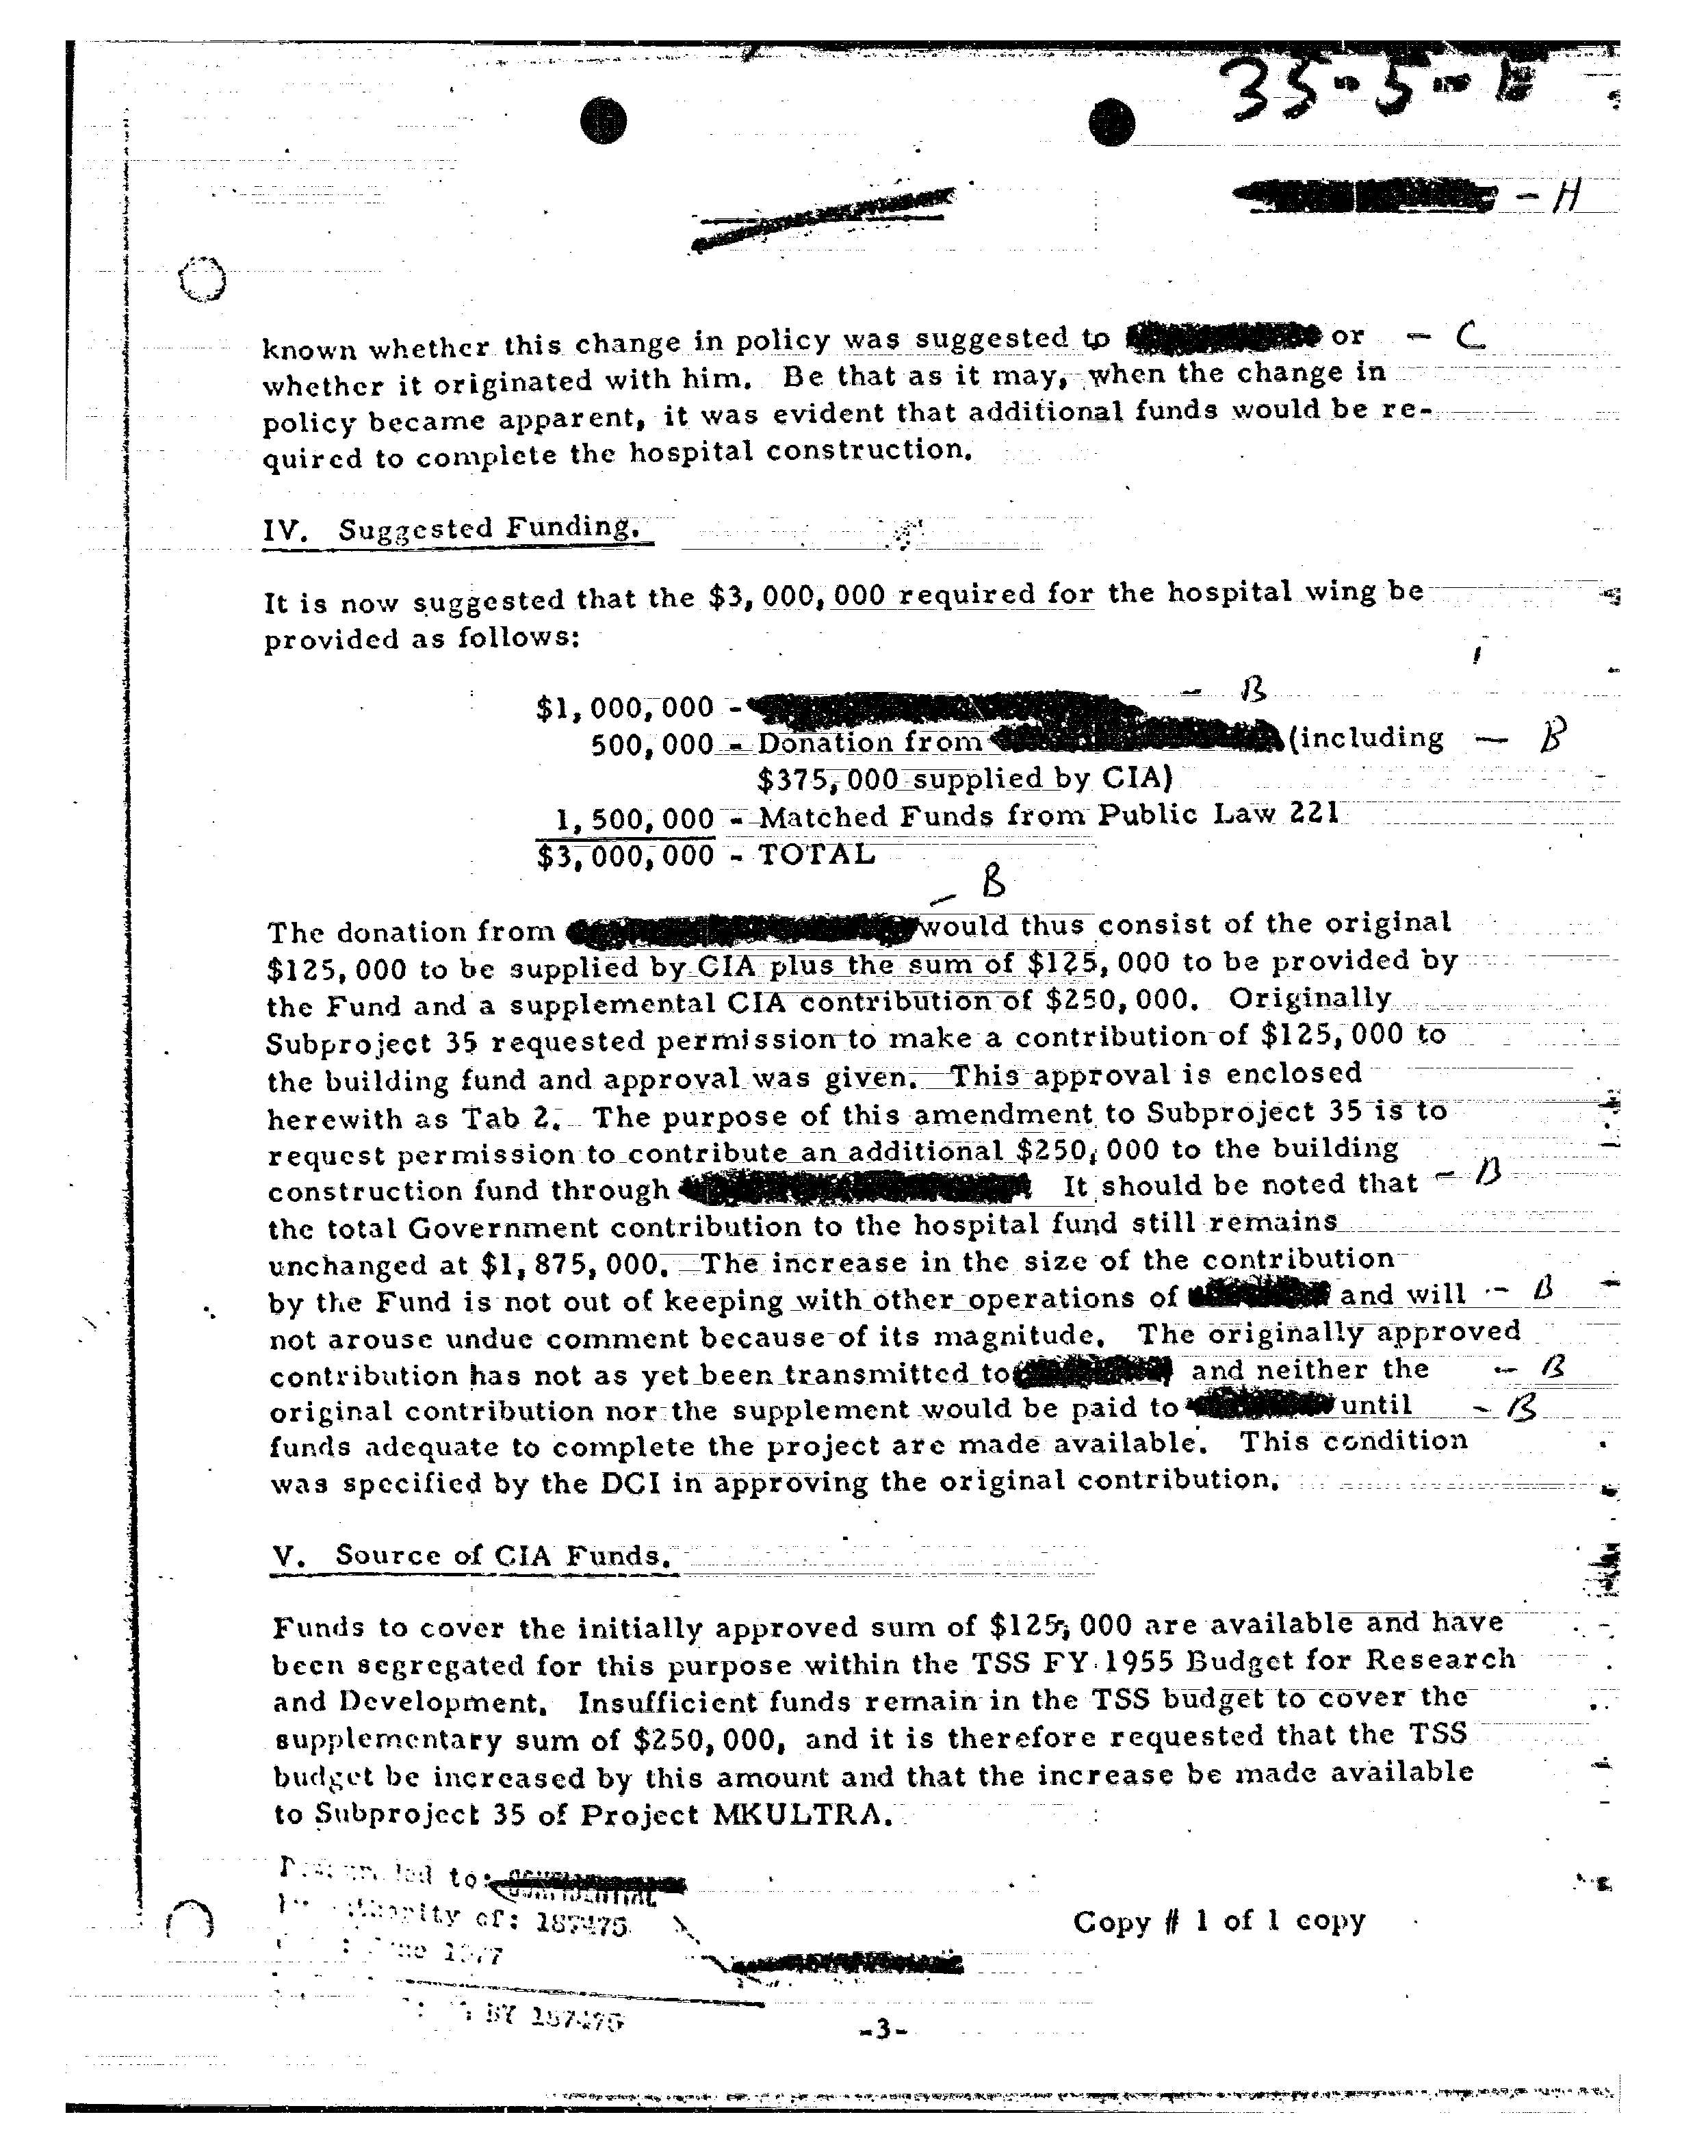 35-5-
- H
known whether this change in policy was suggested to or - C
whether it originated with him. Be that as it may, when the change in
policy became apparent, it was evident that additional funds would be re-
quired to complete the hospital construction.
IV. Suggested Funding.
It is now suggested that the $3,000,000 required for the hospital wing be
provided as follows:
$1,000,000 - - B
500,000 - Donation from (including - B
$375,000 supplied by CIA)
1,500,000 - Matched Funds from Public Law 221
$3,000,000 - TOTAL
- B
The donation from would thus consist of the original
$125,000 to be supplied by CIA plus the sum of $125,000 to be provided by
the Fund and a supplemental CIA contribution of $250,000. Originally
Subproject 35 requested permission to make a contribution of $125,000 to
the building fund and approval was given. This approval is enclosed
herewith as Tab 2. The purpose of this amendment to Subproject 35 is to
request permission to contribute an additional $250,000 to the building
construction fund through It should be noted that - B
the total Government contribution to the hospital fund still remains
unchanged at $1,875,000. The increase in the size of the contribution
by the Fund is not out of keeping with other operations of and will - B
not arouse undue comment because of its magnitude. The originally approved
contribution has not as yet been transmitted to and neither the - B
original contribution nor the supplement would be paid to until - B
funds adequate to complete the project are made available. This condition
was specified by the DCI in approving the original contribution.
V. Source of CIA Funds.
Funds to cover the initially approved sum of $125,000 are available and have
been segregated for this purpose within the TSS FY 1955 Budget for Research
and Development. Insufficient funds remain in the TSS budget to cover the
supplementary sum of $250,000, and it is therefore requested that the TSS
budget be increased by this amount and that the increase be made available
to Subproject 35 of Project MKULTRA.
to: CONFIDENTIAL
of: 187475
1977
Copy # 1 of 1 copy
BY 187475
-3-